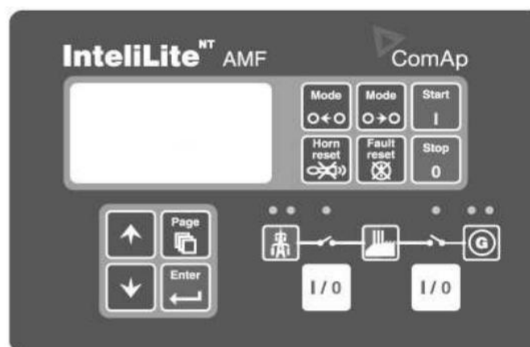 InteliLite NT AMF
ComAp
Mode
Mode
Start
I
Horn reset
Fault reset
Stop
0
Page
Enter
G
I / 0
I / 0